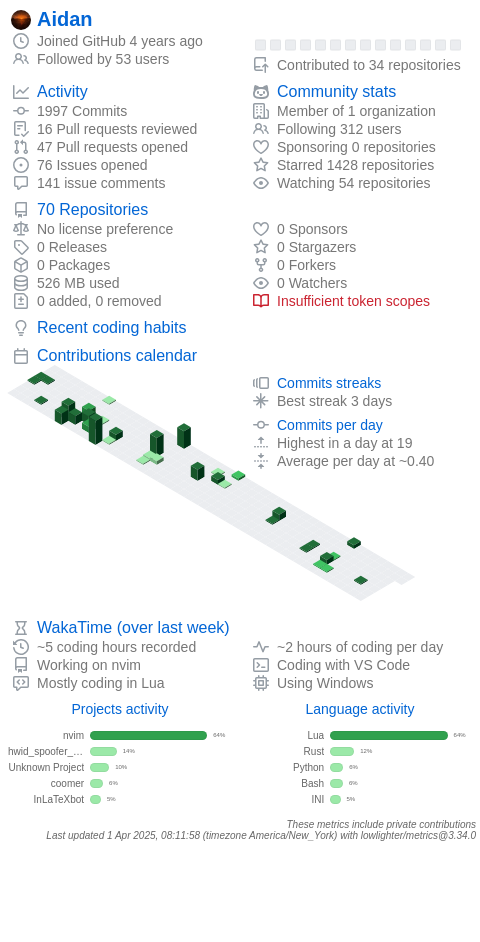 Aidan
Joined GitHub 4 years ago
Followed by 53 users
Contributed to 34 repositories
Activity
1997 Commits
16 Pull requests reviewed
47 Pull requests opened
76 Issues opened
141 issue comments
Community stats
Member of 1 organization
Following 312 users
Sponsoring 0 repositories
Starred 1428 repositories
Watching 54 repositories
70 Repositories
No license preference
0 Releases
0 Packages
526 MB used
0 added, 0 removed
0 Sponsors
0 Stargazers
0 Forkers
0 Watchers
Insufficient token scopes
Recent coding habits
Contributions calendar
Commits streaks
Best streak 3 days
Commits per day
Highest in a day at 19
Average per day at ~0.40
WakaTime (over last week)
~5 coding hours recorded
Working on nvim
Mostly coding in Lua
~2 hours of coding per day
Coding with VS Code
Using Windows
Projects activity
nvim 64%
hwid_spoofer_... 14%
Unknown Project 10%
coomer 6%
InLaTeXbot 5%
Language activity
Lua 64%
Rust 12%
Python 6%
Bash 6%
INI 5%
These metrics include private contributions
Last updated 1 Apr 2025, 08:11:58 (timezone America/New_York) with lowlighter/metrics@3.34.0